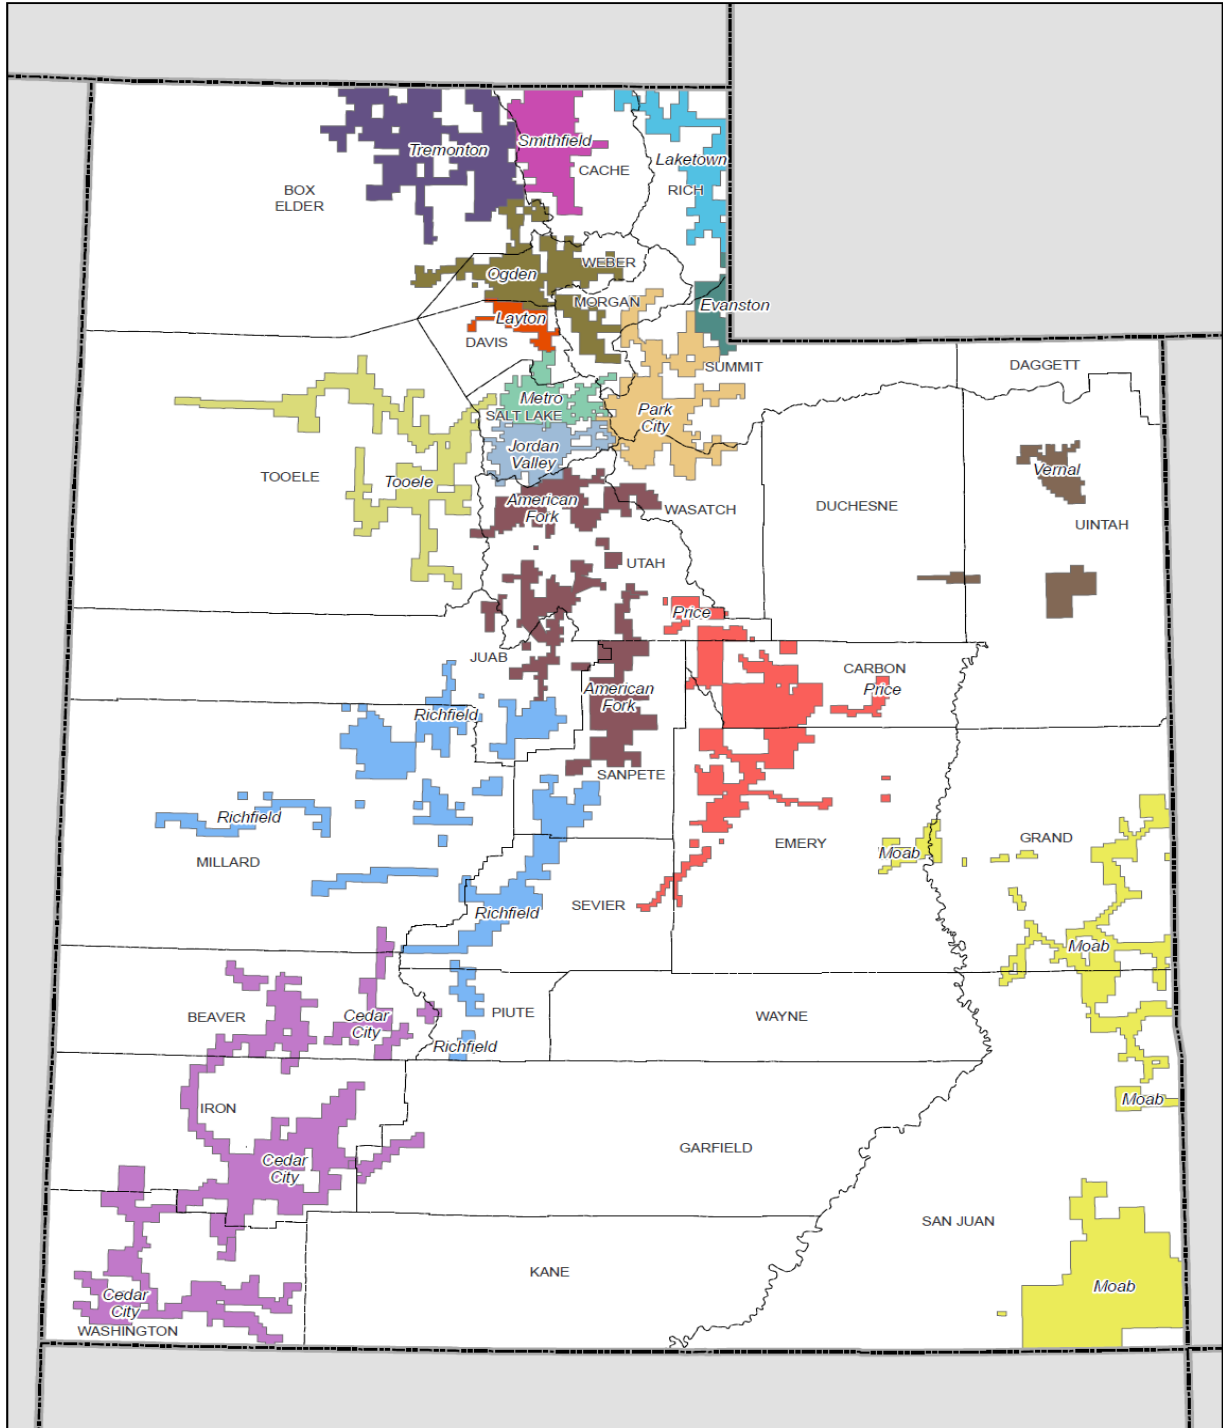 Smithfield
Tremonton
Laketown
CACHE
RICH
BOX
ELDER
WEBER
Ogden
MORGAN
Evanston
Layton
DAVIS
SUMMIT
DAGGETT
Metro
SALT LAKE
Park
City
Jordan
Valley
TOOELE
Tooele
Vernal
American
Fork
WASATCH
DUCHESNE
UINTAH
UTAH
Price
JUAB
CARBON
Price
American
Fork
Richfield
SANPETE
Richfield
MILLARD
EMERY
Moab
GRAND
SEVIER
Richfield
Moab
BEAVER
Cedar
City
PIUTE
WAYNE
Richfield
Moab
IRON
GARFIELD
Cedar
City
SAN JUAN
KANE
Moab
Cedar
City
WASHINGTON